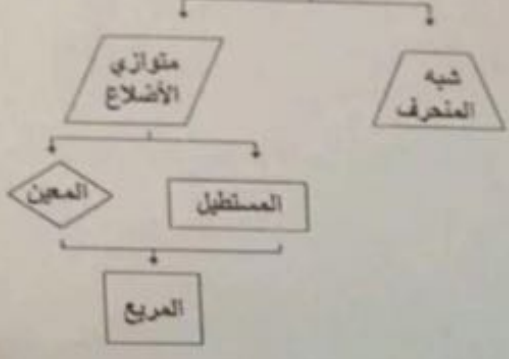 متوازي
الأضلاع
شبه
المنحرف
المعين
المستطيل
المربع